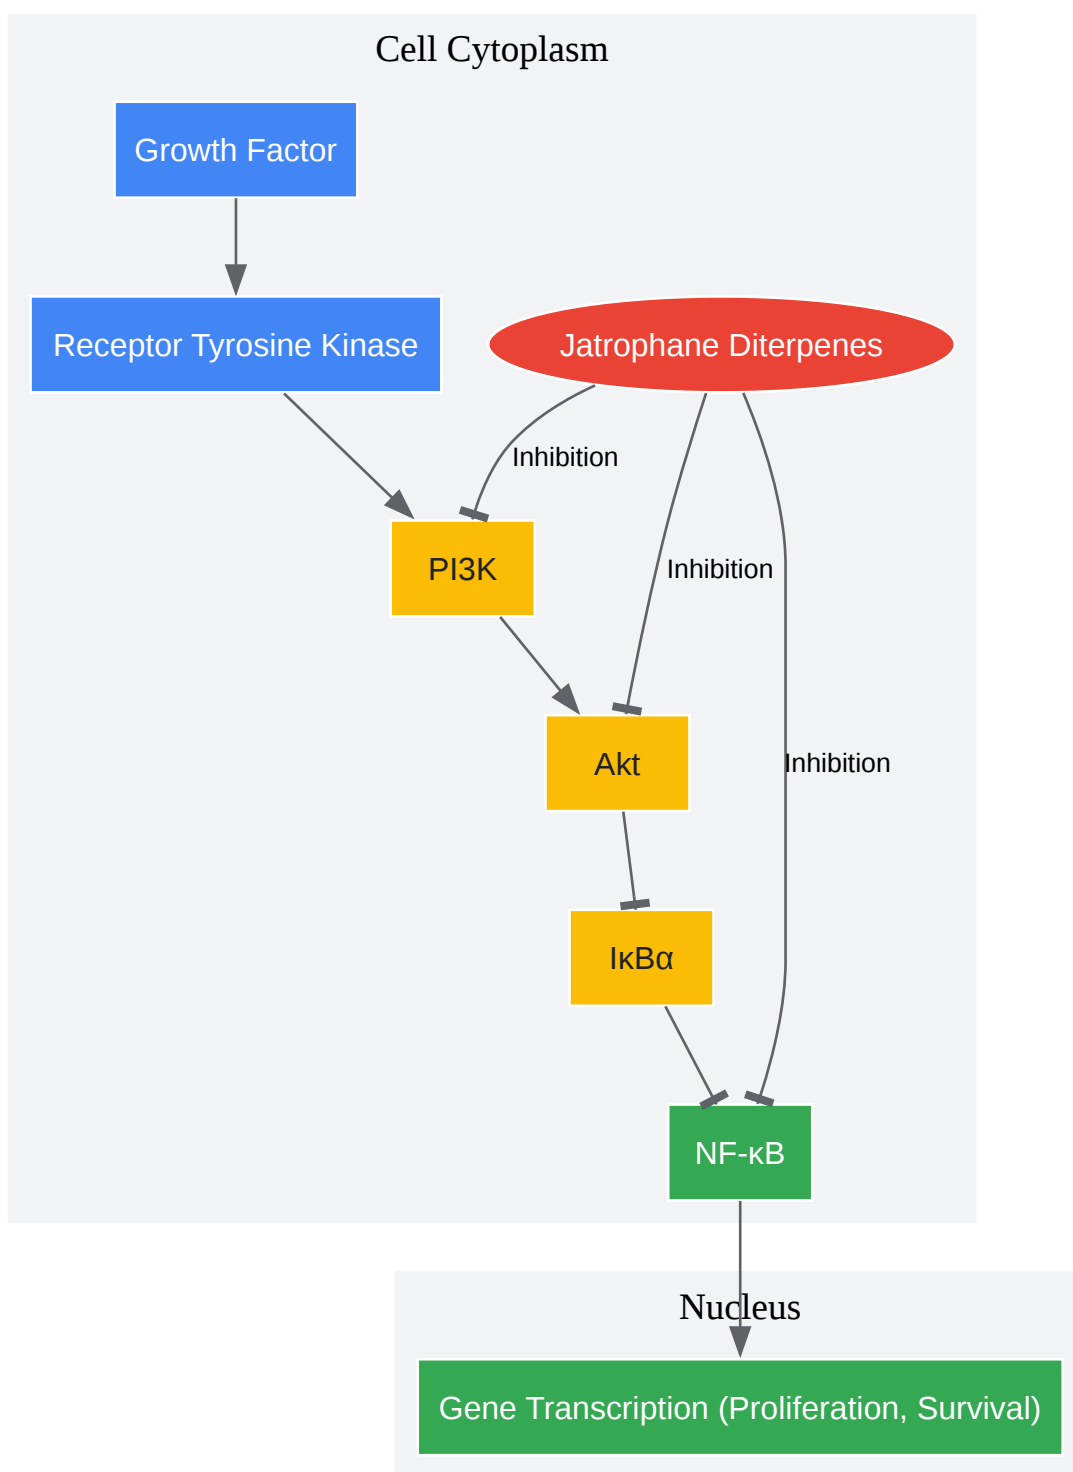 Cell Cytoplasm
Growth Factor
Receptor Tyrosine Kinase
Jatrophane Diterpenes
Inhibition
PI3K
Inhibition
Akt
Inhibition
IκBα
NF-κB
Nucleus
Gene Transcription (Proliferation, Survival)